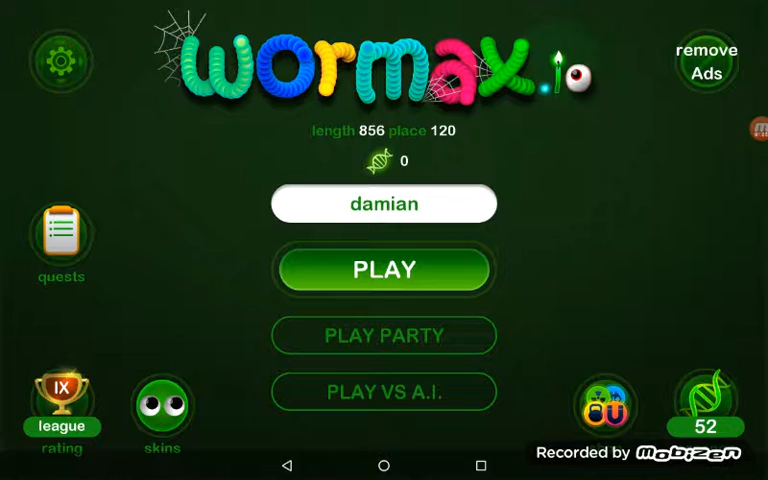 wormax.io
remove
Ads
length 856 place 120
0
damian
PLAY
quests
PLAY PARTY
PLAY VS A.I.
IX
league
rating
skins
52
Recorded by mobizen